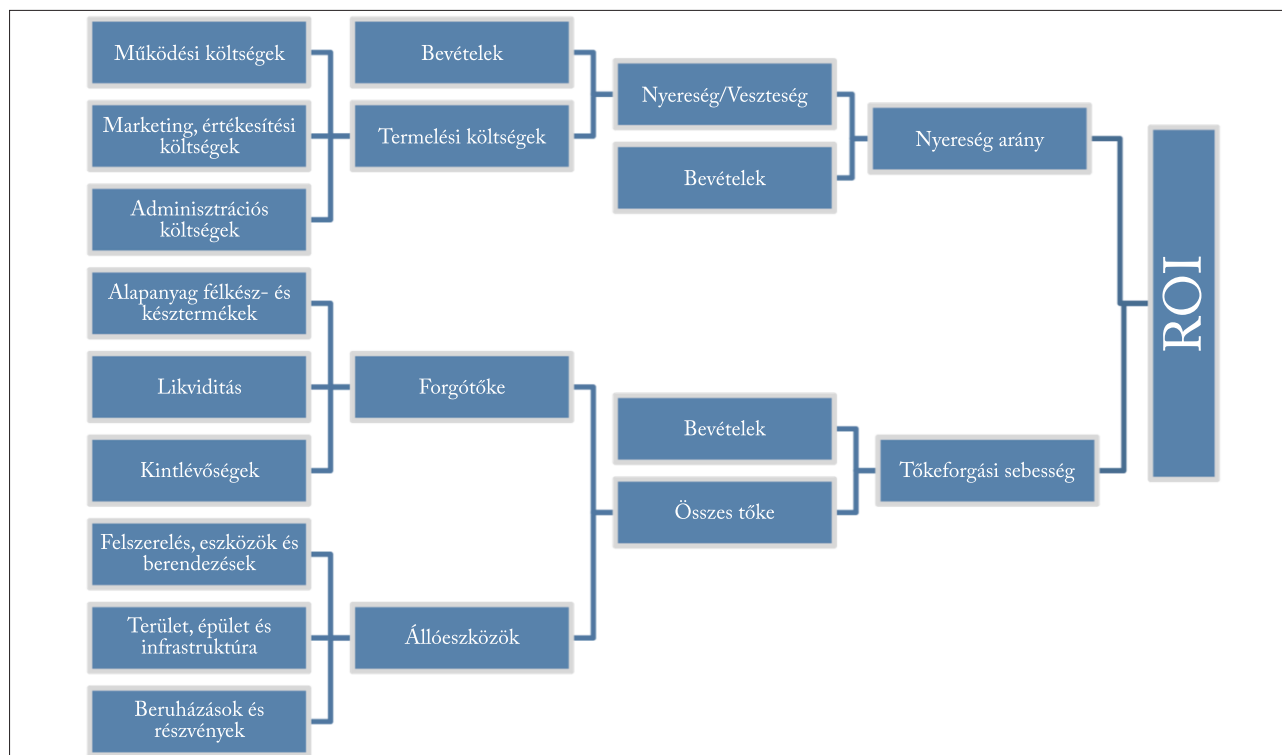 Működési költségek
Marketing, értékesítési
költségek
Adminisztrációs
költségek
Alapanyag félkész- és
késztermékek
Likviditás
Kintlévőségek
Felszerelés, eszközök és
berendezések
Terület, épület és
infrastruktúra
Beruházások és
részvények
Bevételek
Termelési költségek
Forgótőke
Állóeszközök
Nyereség/Veszteség
Bevételek
Bevételek
Összes tőke
Nyereség arány
Tőkeforgási sebesség
ROI